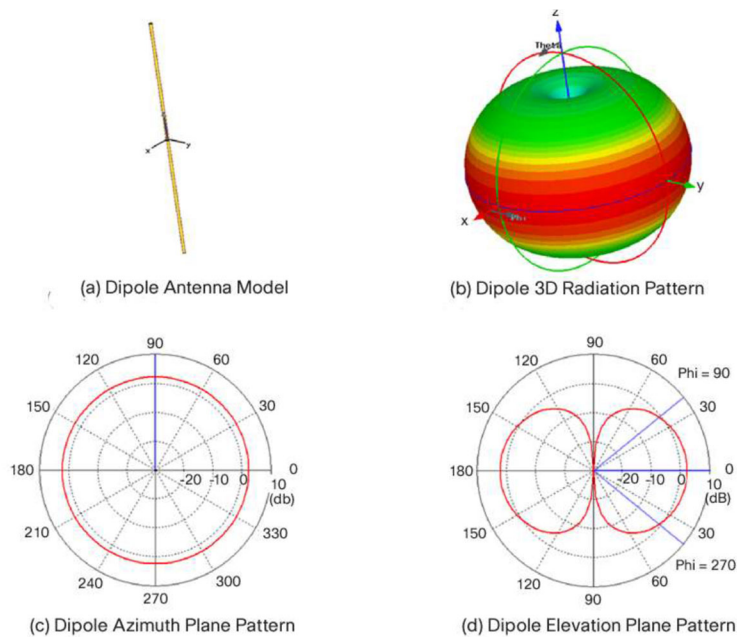 z
x
y
(a) Dipole Antenna Model
Z
Theta
x
y
(b) Dipole 3D Radiation Pattern
90
120
60
150
30
180
-20
-10
0
10
(db)
0
210
330
240
300
270
(c) Dipole Azimuth Plane Pattern
90
120
60
Phi = 90
150
30
180
-20
-10
0
10
(dB)
0
210
30
120
60
Phi = 270
90
(d) Dipole Elevation Plane Pattern